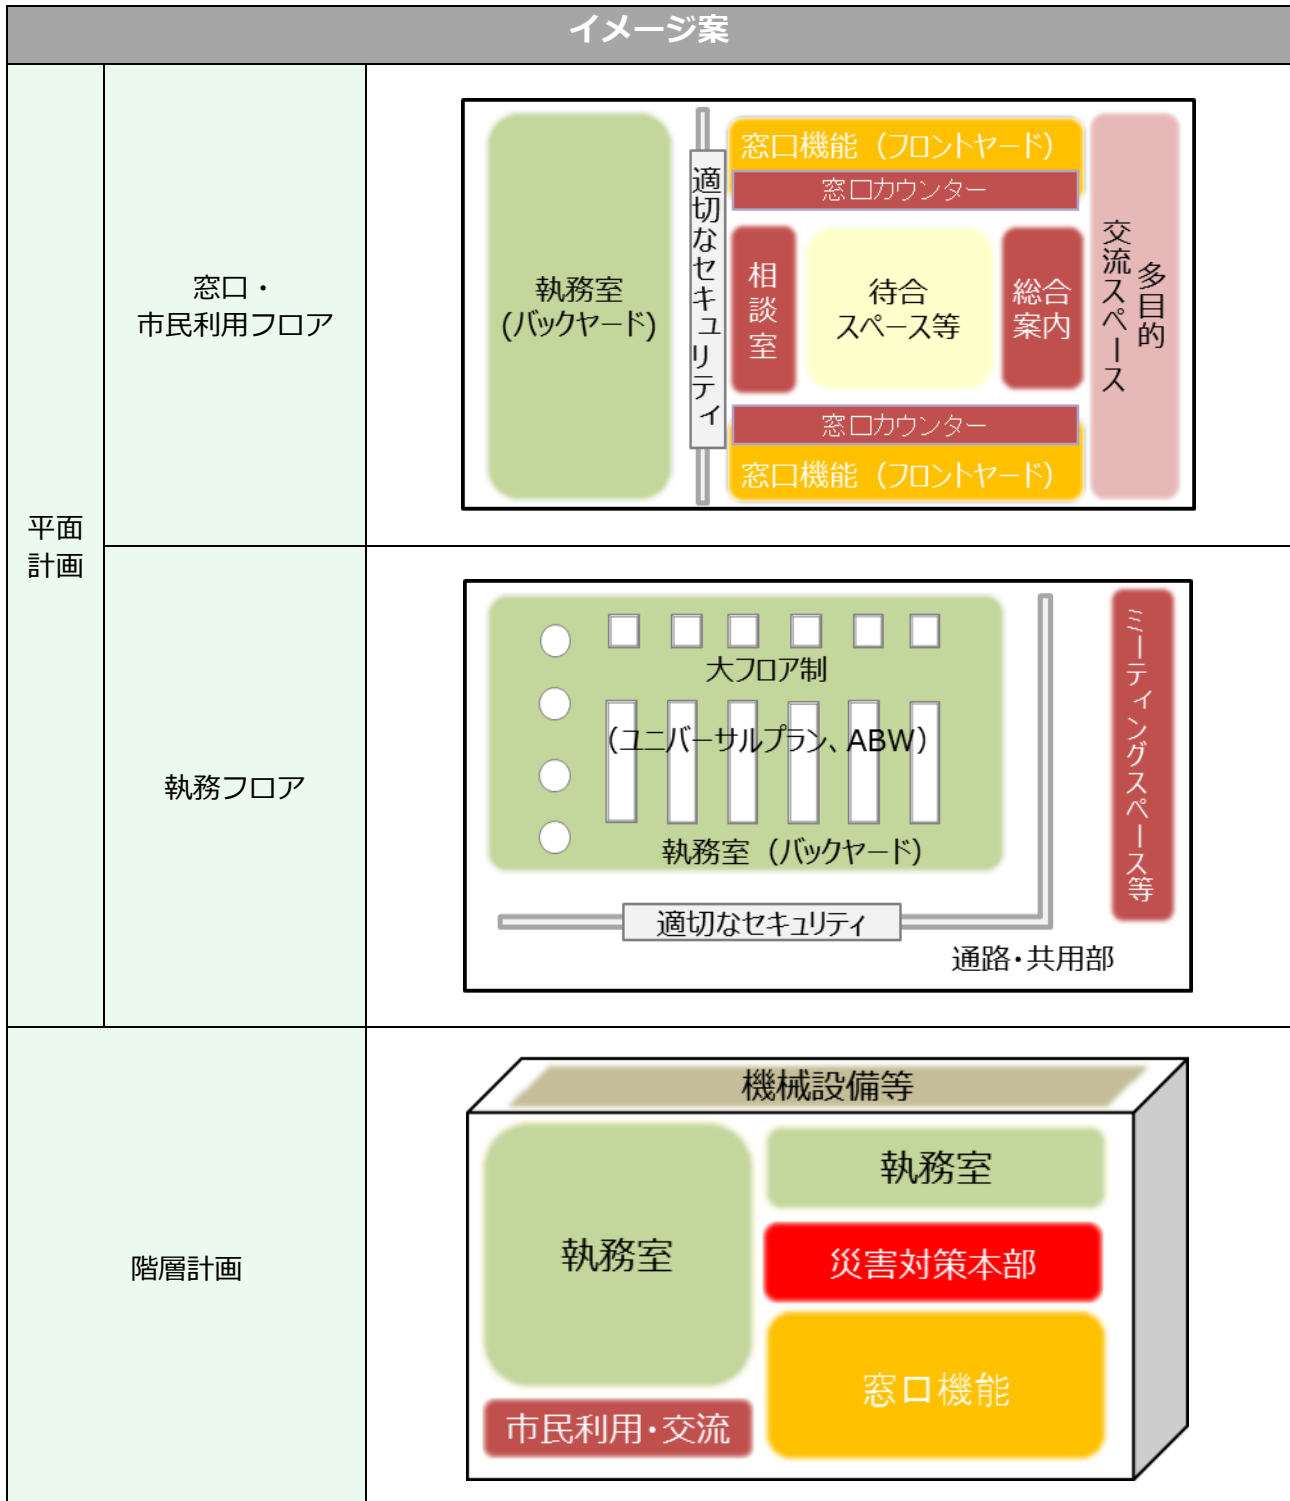 イメージ案
平面
計画
窓口・
市民利用フロア
執務室
(バックヤード)
適切なセキュリティ
窓口機能（フロントヤード）
窓口カウンター
相談室
待合
スペース等
総合
案内
窓口カウンター
窓口機能（フロントヤード）
多目的
交流スペース
執務フロア
大フロア制
（ユニバーサルプラン、ABW）
執務室（バックヤード）
適切なセキュリティ
ミーティングスペース等
通路・共用部
階層計画
機械設備等
執務室
執務室
災害対策本部
窓口機能
市民利用・交流